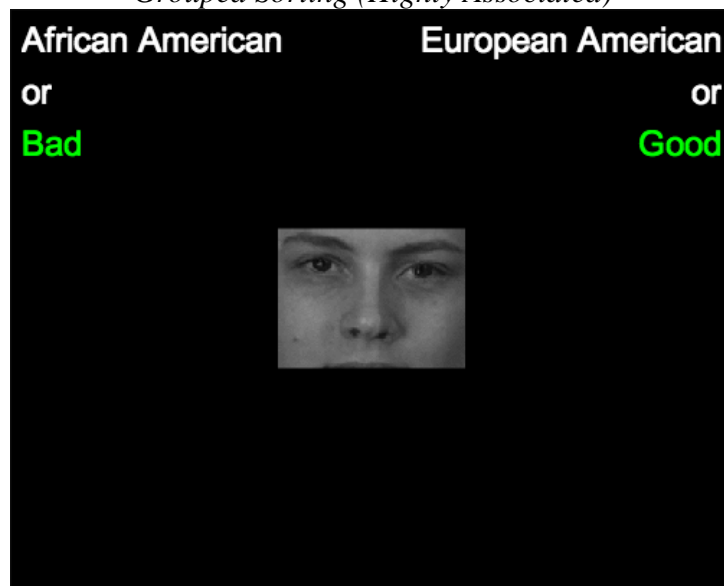 Grouped Sorting (Highly Associated)
African American European American
or or
Bad Good